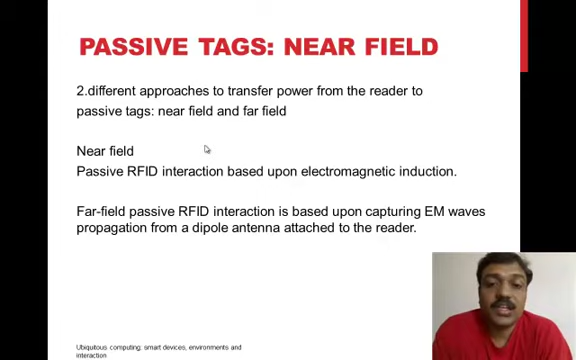 PASSIVE TAGS: NEAR FIELD
2.different approaches to transfer power from the reader to
passive tags: near field and far field
Near field
Passive RFID interaction based upon electromagnetic induction.
Far-field passive RFID interaction is based upon capturing EM waves
propagation from a dipole antenna attached to the reader.
Ubiquitous computing: smart devices, environments and
interaction